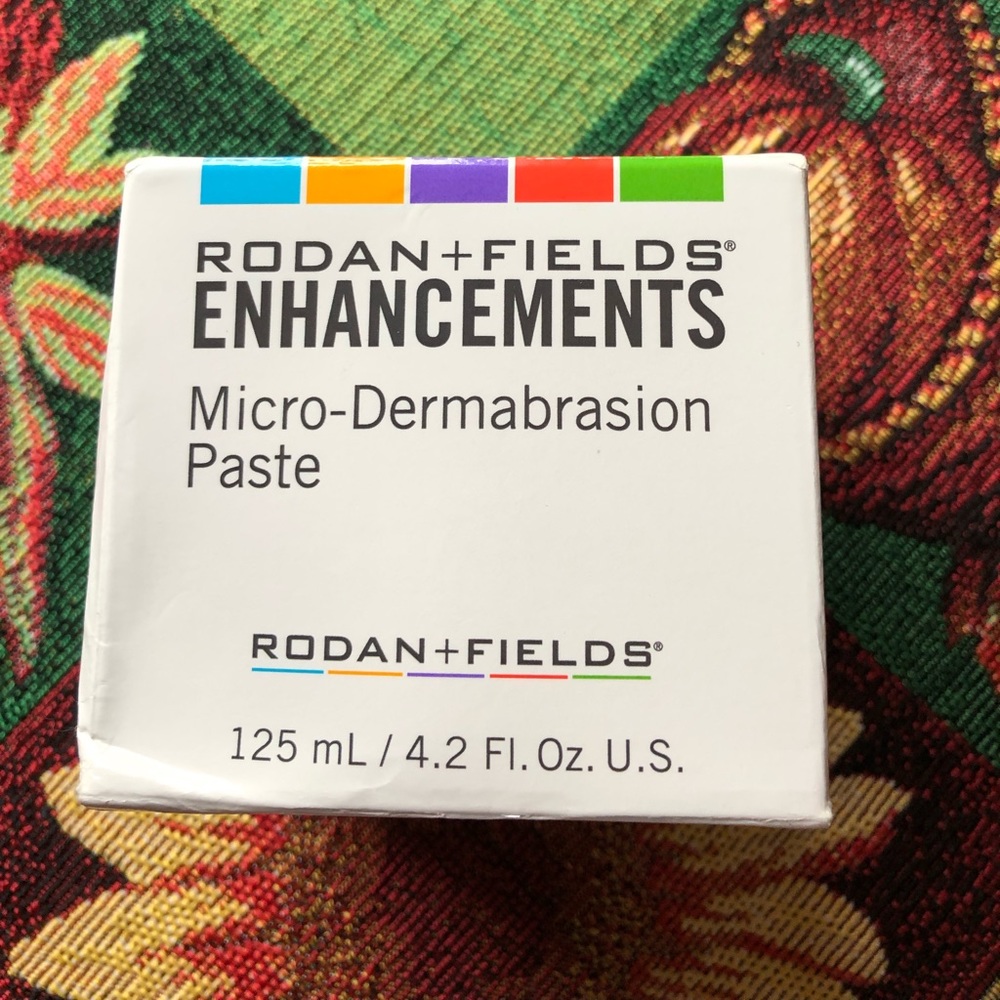 RODAN+FIELDS®
ENHANCEMENTS
Micro-Dermabrasion
Paste
RODAN+FIELDS®
125 mL / 4.2 Fl. Oz. U.S.